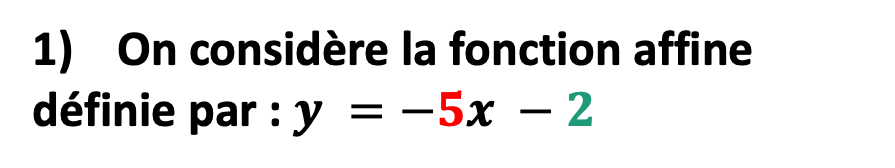 1) On considère la fonction affine
définie par : y = −5x − 2